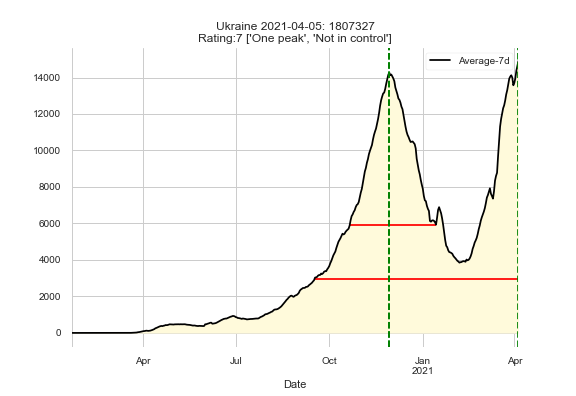 Ukraine 2021-04-05: 1807327
Rating:7 ['One peak', 'Not in control']
Average-7d
14000
12000
10000
8000
6000
4000
2000
0
Apr
Jul
Oct
Jan
2021
Apr
Date